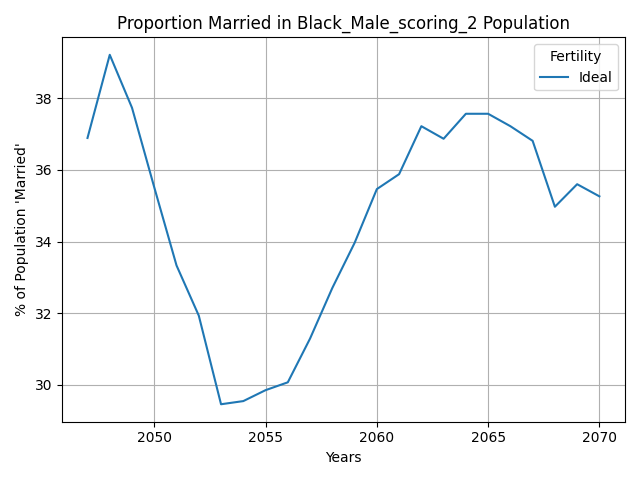 Proportion Married in Black_Male_scoring_2 Population
Fertility
Ideal
% of Population 'Married'
38
36
34
32
30
2050
2055
2060
2065
2070
Years